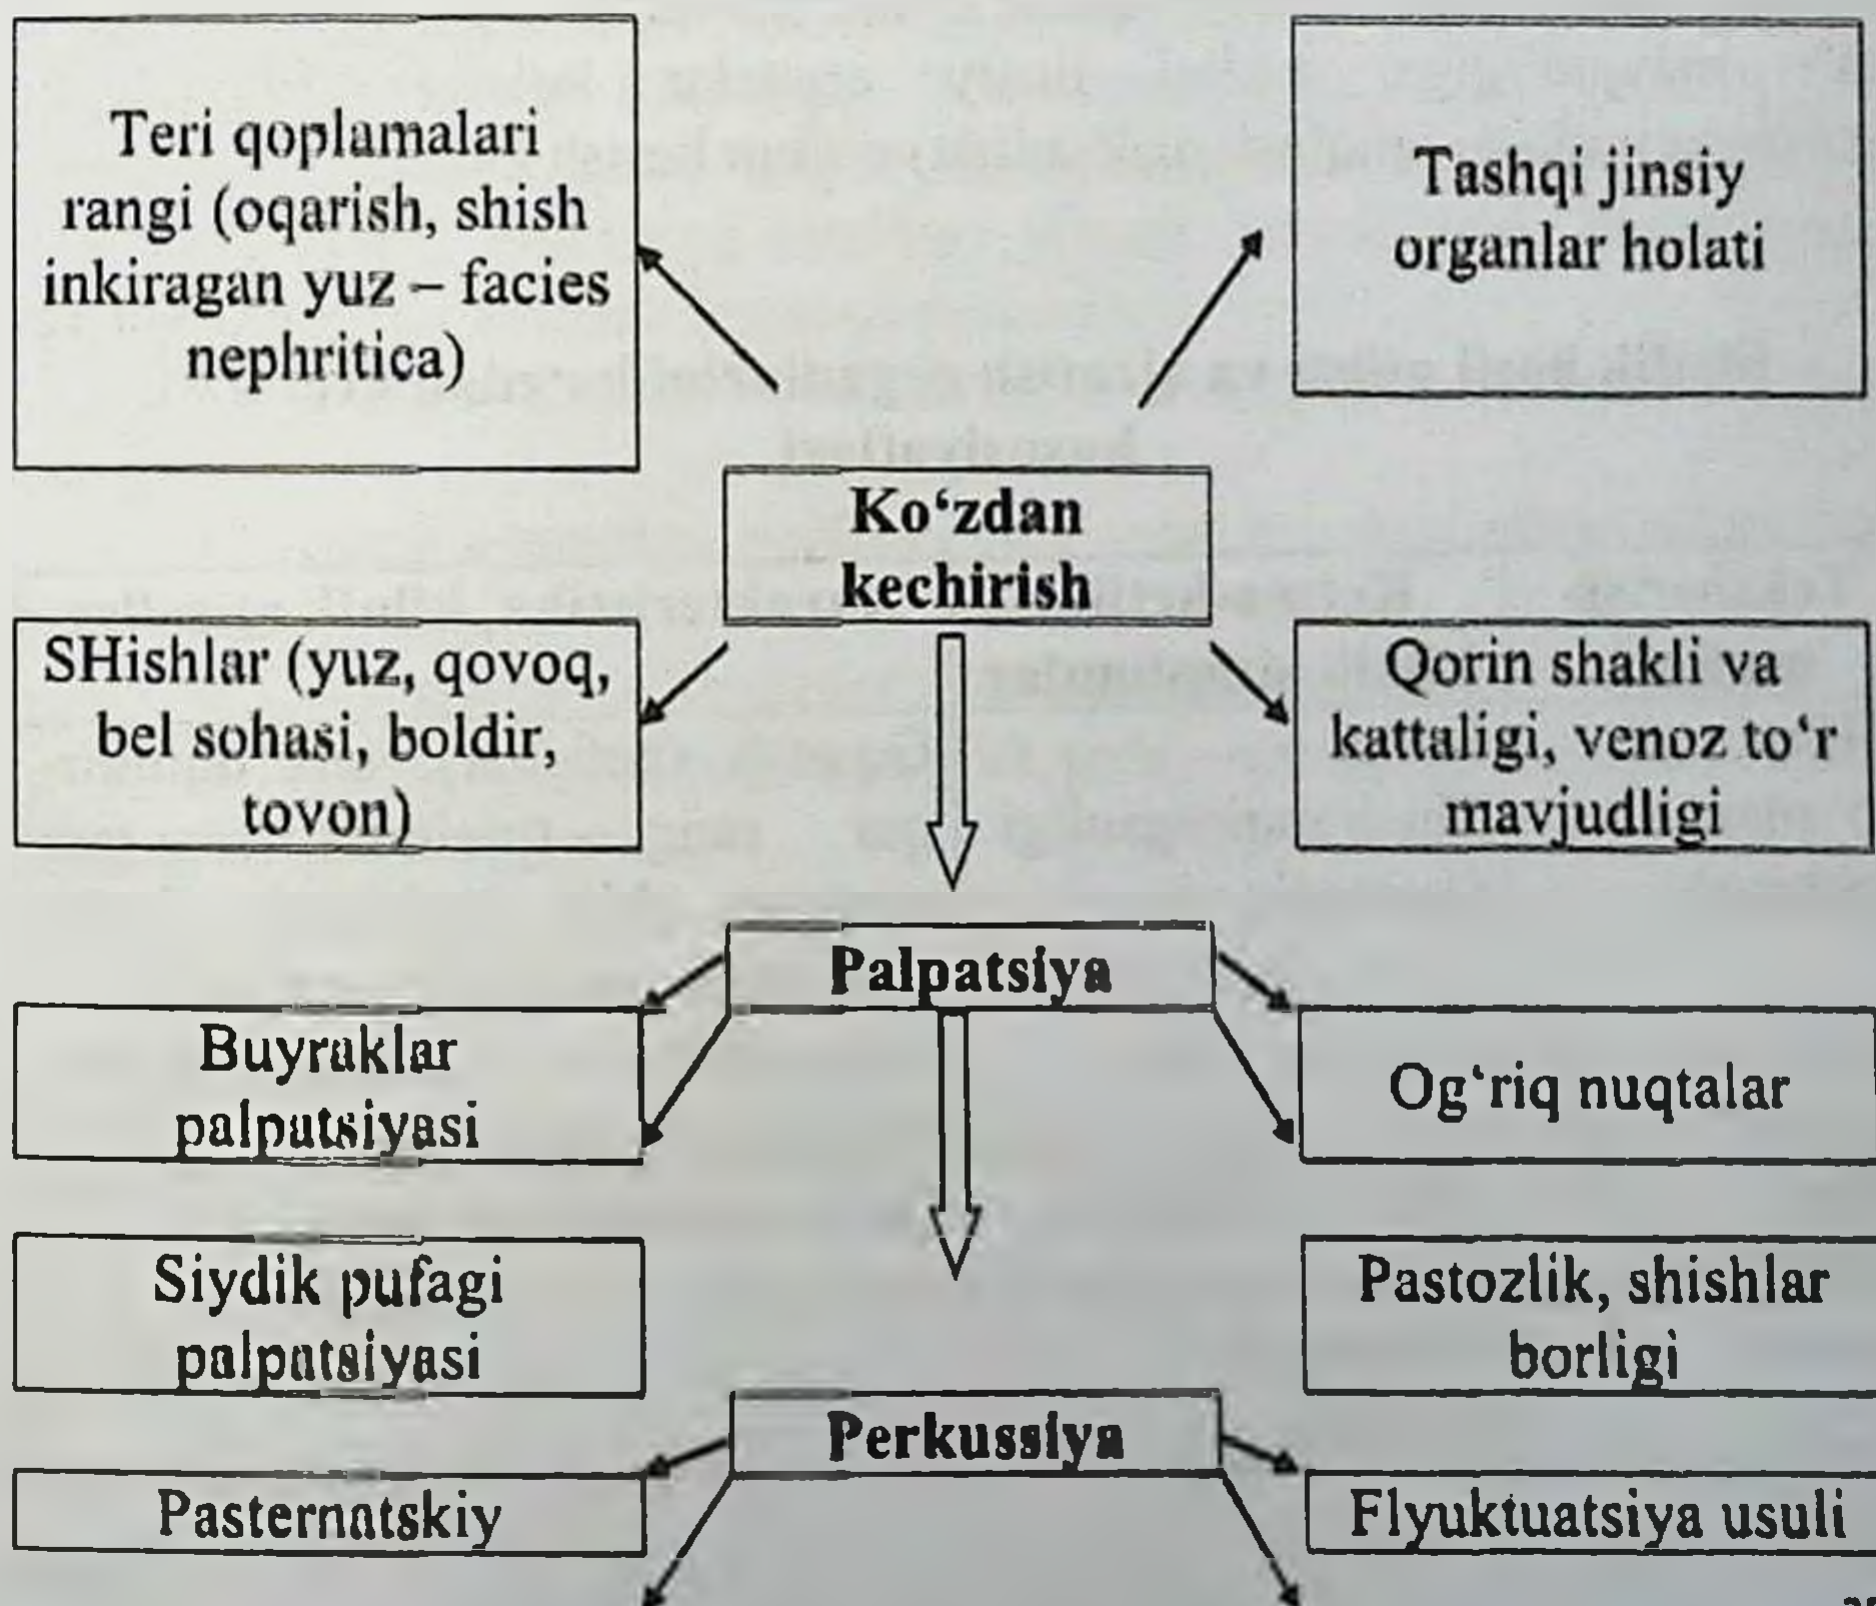 Teri qoplamalari
rangi (oqarish, shish
inkiragan yuz – facies
nephritica)
Tashqi jinsiy
organlar holati
Ko‘zdan
kechirish
SHishlar (yuz, qovoq,
bel sohasi, boldir,
tovon)
Qorin shakli va
kattaligi, venoz to‘r
mavjudligi
Palpatsiya
Buyraklar
palpatsiyasi
Og‘riq nuqtalar
Siydik pufagi
palpatsiyasi
Pastozlik, shishlar
borligi
Perkussiya
Pasternatskiy
Flyuktuatsiya usuli